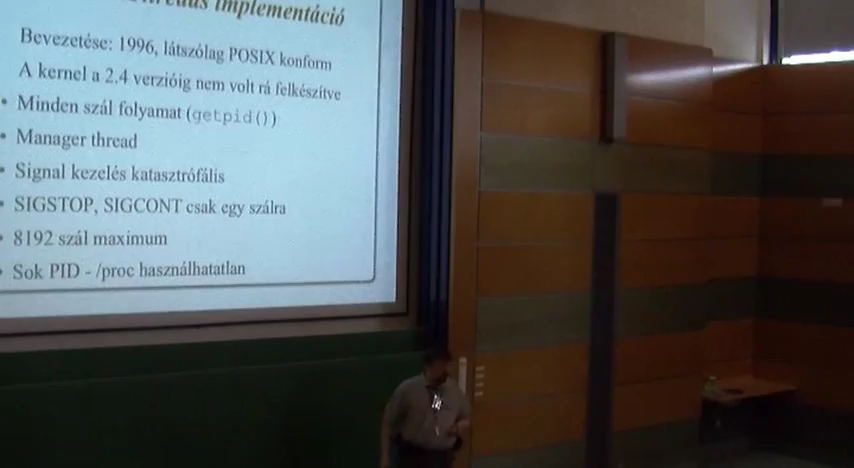 implementáció
Bevezetése: 1996, látszólag POSIX konform
A kernel a 2.4 verzióig nem volt rá felkészítve
• Minden szál folyamat (getpid())
• Manager thread
• Signal kezelés katasztrófális
• SIGSTOP, SIGCONT csak egy szálra
• 8192 szál maximum
• Sok PID - /proc használhatatlan